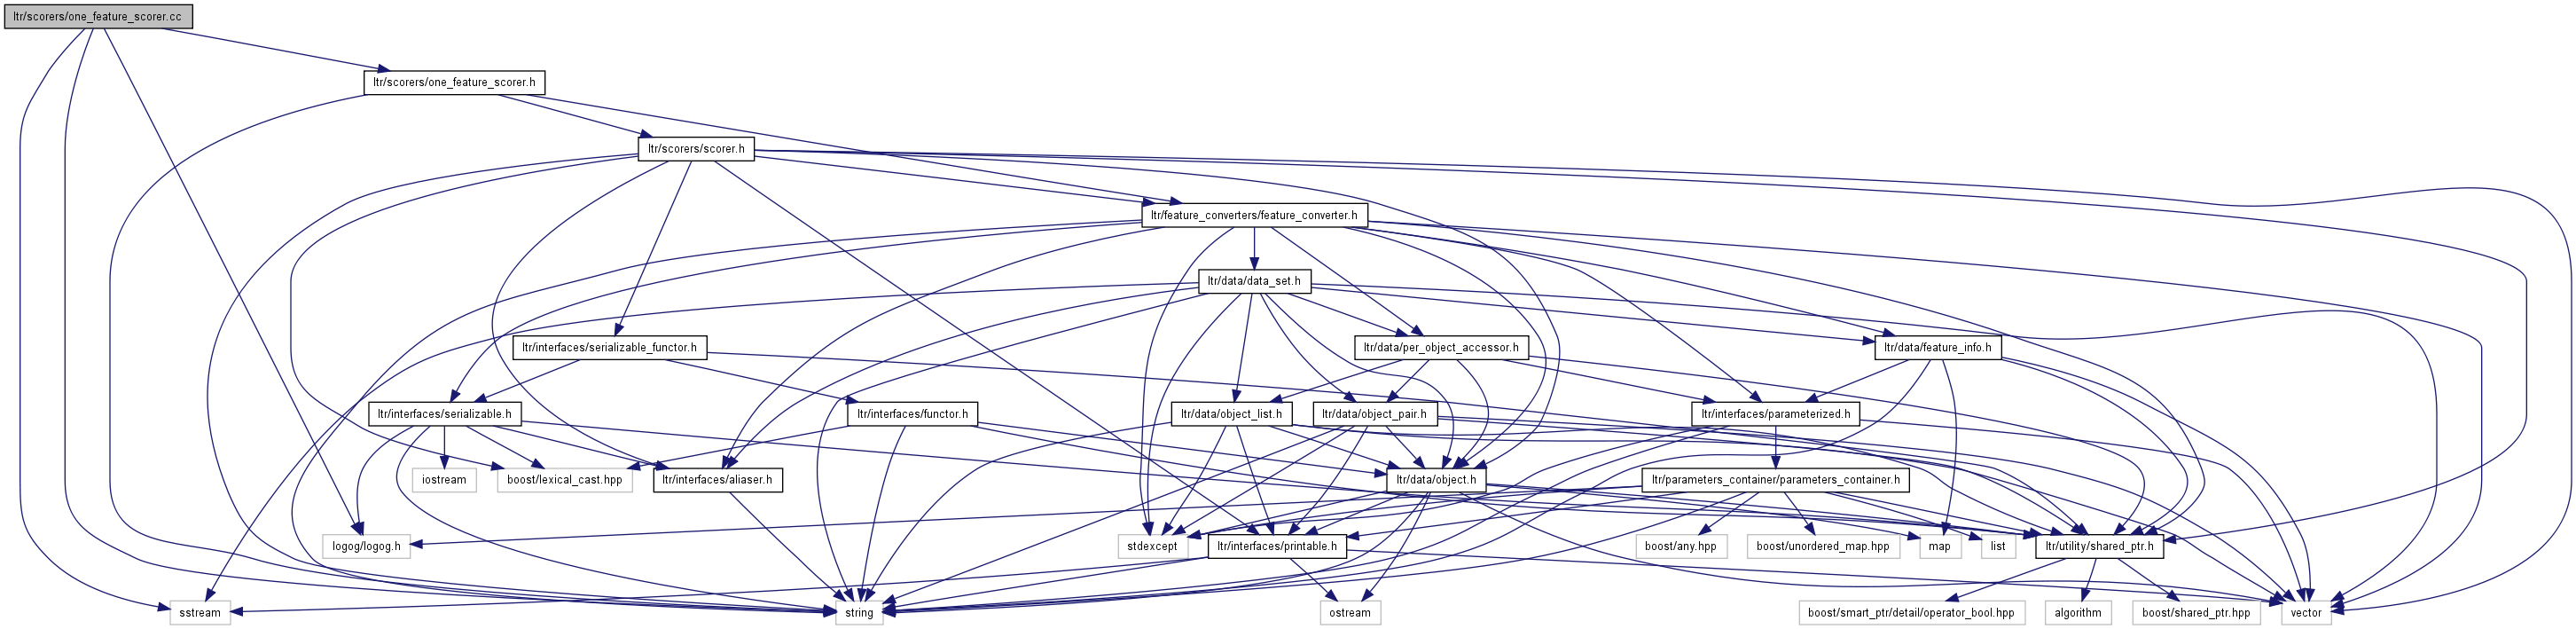 ltr/scorers/one_feature_scorer.cc
ltr/scorers/one_feature_scorer.h
ltr/scorers/scorer.h
ltr/feature_converters/feature_converter.h
ltr/data/data_set.h
ltr/interfaces/serializable_functor.h
ltr/data/per_object_accessor.h
ltr/data/feature_info.h
ltr/interfaces/serializable.h
ltr/interfaces/functor.h
ltr/data/object_list.h
ltr/data/object_pair.h
ltr/interfaces/parameterized.h
iostream
boost/lexical_cast.hpp
ltr/interfaces/aliaser.h
ltr/data/object.h
ltr/parameters_container/parameters_container.h
logog/logog.h
stdexcept
ltr/interfaces/printable.h
boost/any.hpp
boost/unordered_map.hpp
map
list
ltr/utility/shared_ptr.h
sstream
string
ostream
boost/smart_ptr/detail/operator_bool.hpp
algorithm
boost/shared_ptr.hpp
vector